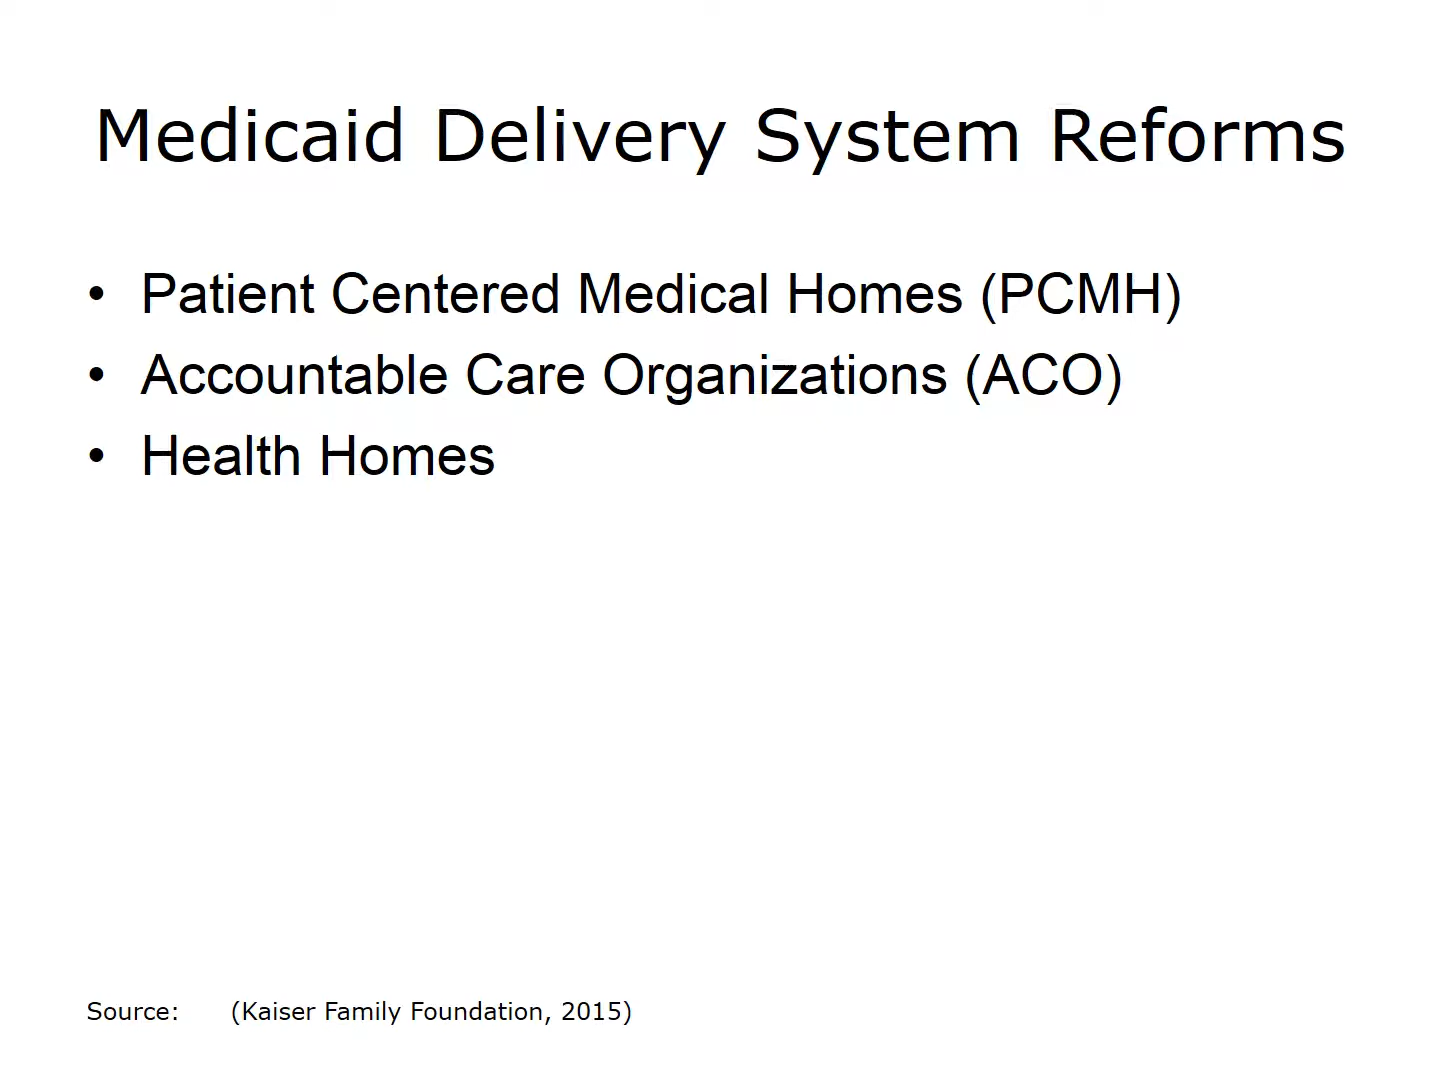 Medicaid Delivery System Reforms
• Patient Centered Medical Homes (PCMH)
• Accountable Care Organizations (ACO)
• Health Homes
Source: (Kaiser Family Foundation, 2015)